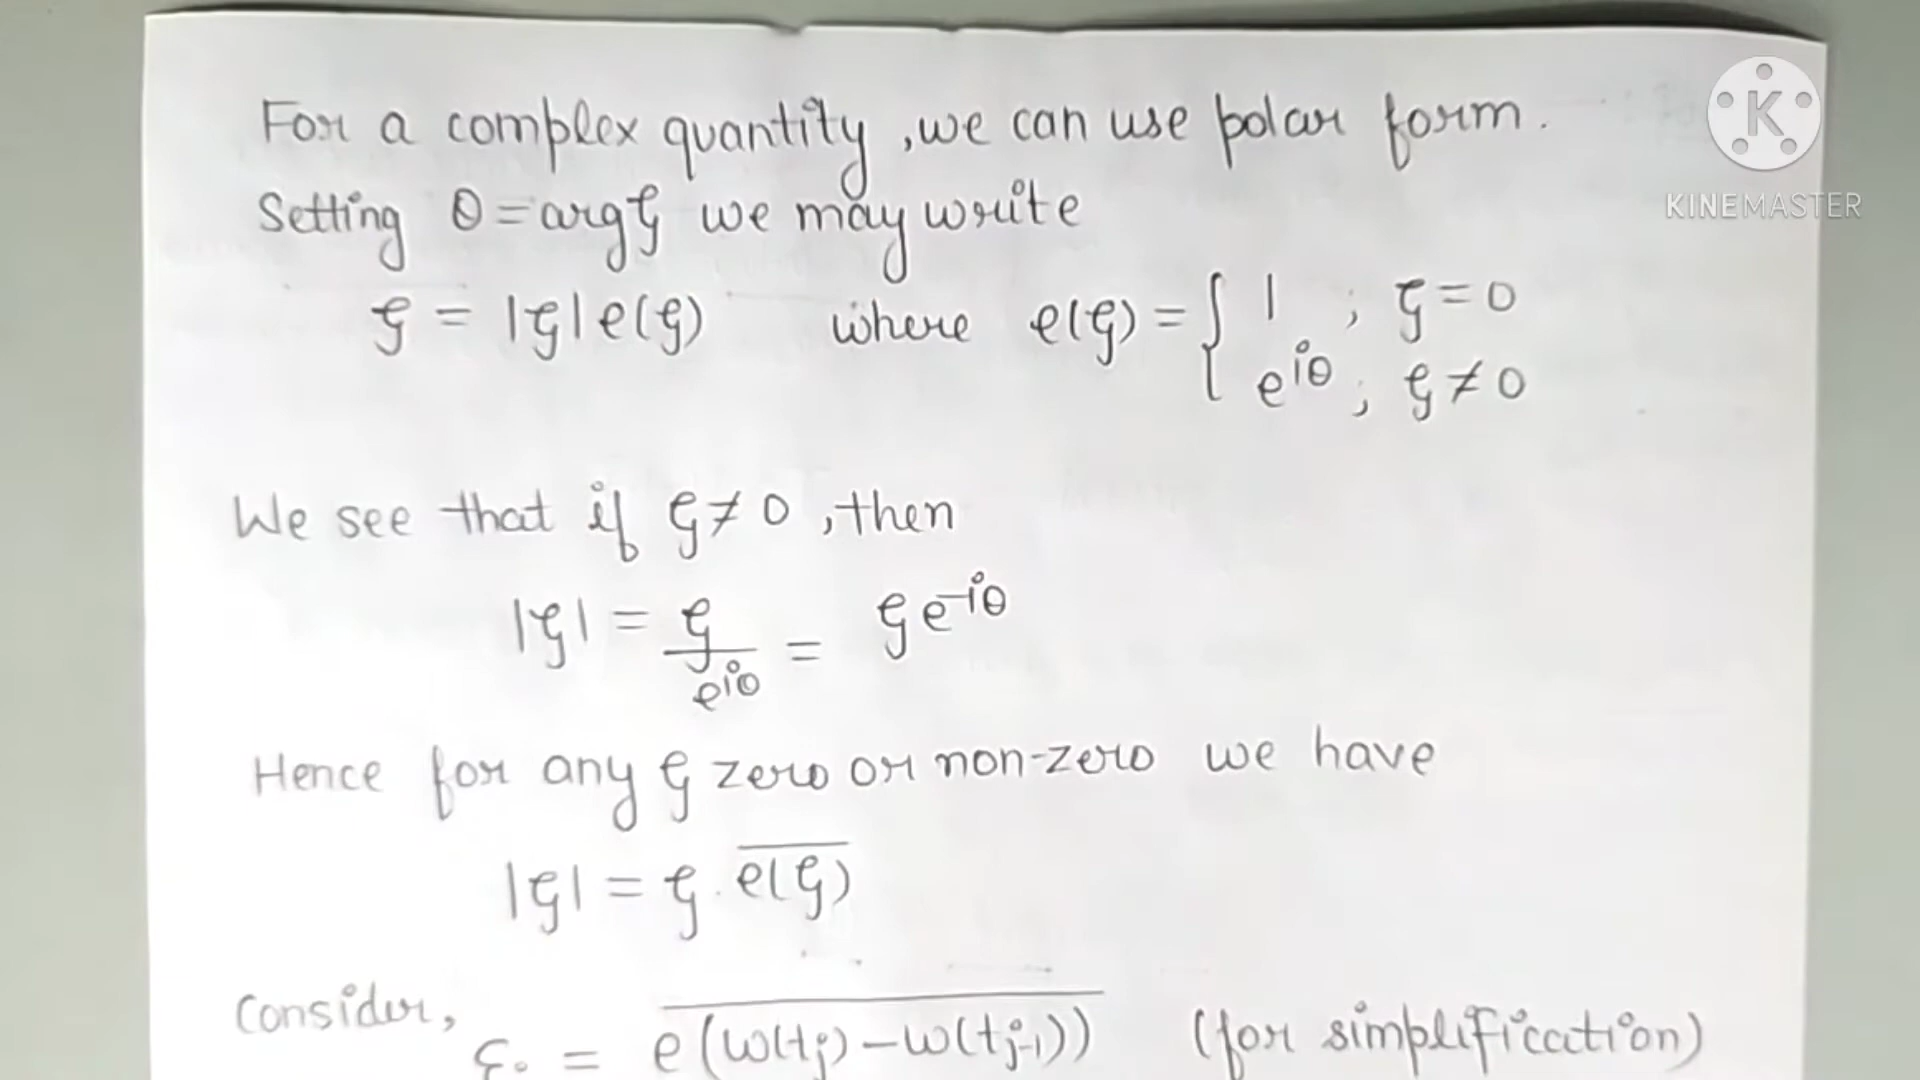 For a complex quantity, we can use polar form.
Setting θ = arg ζ we may write
ζ = |ζ| e(ζ) where e(ζ) = { 1 ; ζ = 0
e^{iθ} ; ζ ≠ 0
We see that if ζ ≠ 0, then
|ζ| = ζ/e^{iθ} = ζ e^{-iθ}
Hence for any ζ zero or non-zero we have
|ζ| = ζ . \overline{e(ζ)}
Consider,
= \overline{e(w(t_j) - w(t_{j-1}))} (for simplification)
K
KINEMASTER